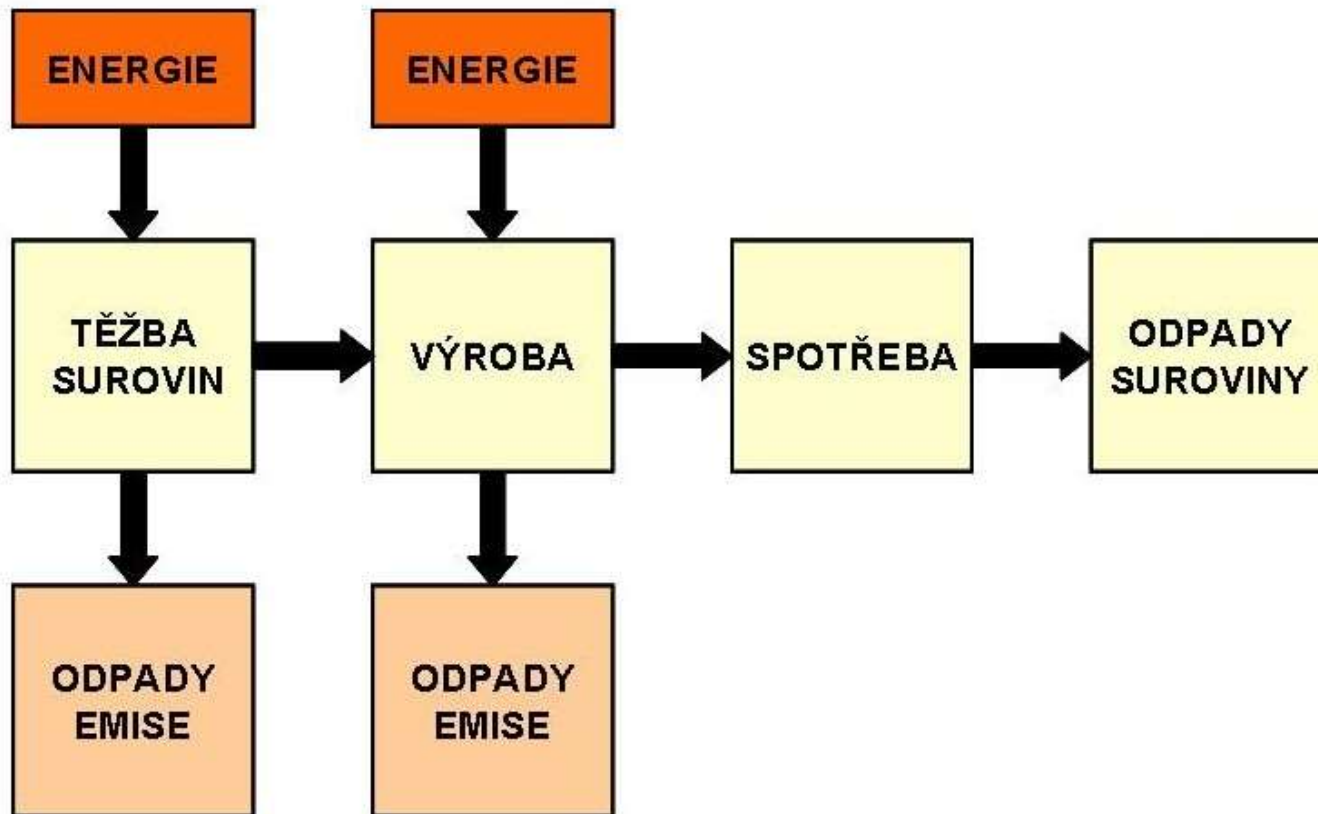 ENERGIE
ENERGIE
TĚŽBA
SUROVIN
VÝROBA
SPOTŘEBA
ODPADY
SUROVINY
ODPADY
EMISE
ODPADY
EMISE